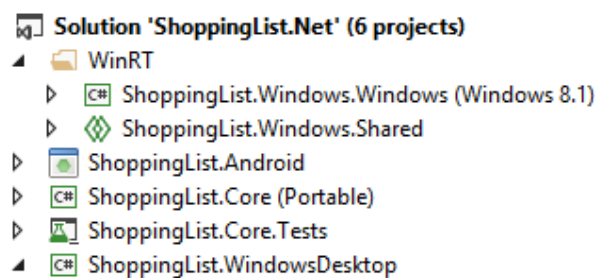 Solution 'ShoppingList.Net' (6 projects)
WinRT
C# ShoppingList.Windows.Windows (Windows 8.1)
ShoppingList.Windows.Shared
ShoppingList.Android
C# ShoppingList.Core (Portable)
ShoppingList.Core.Tests
C# ShoppingList.WindowsDesktop